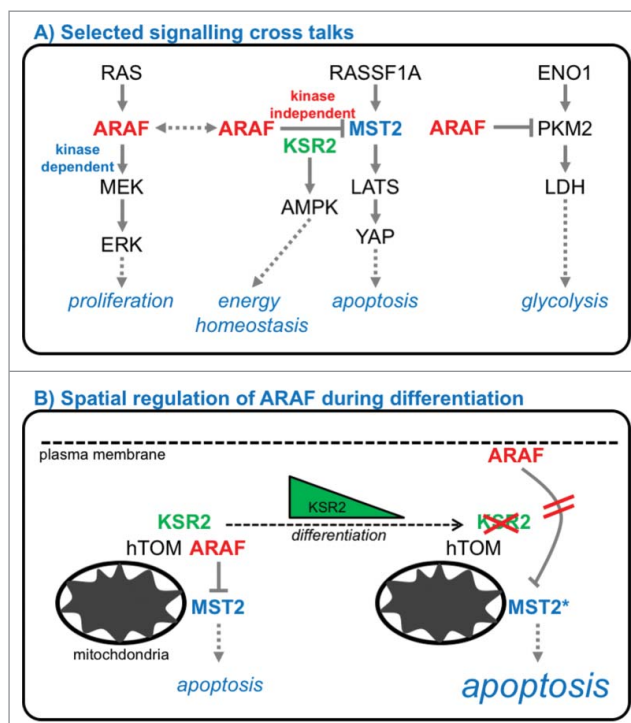 A) Selected signalling cross talks
RAS
RASSF1A
ENO1
kinase
independent
ARAF
ARAF
MST2
ARAF
PKM2
kinase
dependent
KSR2
MEK
LATS
LDH
AMPK
ERK
YAP
proliferation
energy
homeostasis
apoptosis
glycolysis
B) Spatial regulation of ARAF during differentiation
plasma membrane
ARAF
KSR2
KSR2
differentiation
KSR2
hTOM ARAF
hTOM
MST2
MST2*
mitochdondria
apoptosis
apoptosis